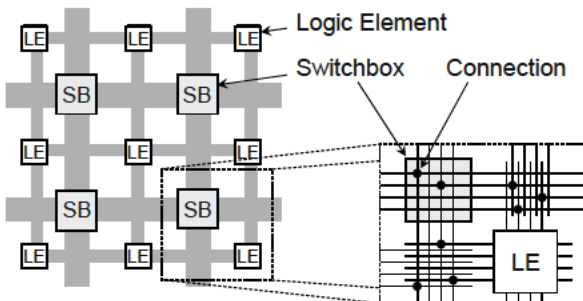 LE LE LE Logic Element
Switchbox Connection
SB SB
LE LE LE
SB SB
LE
LE LE LE